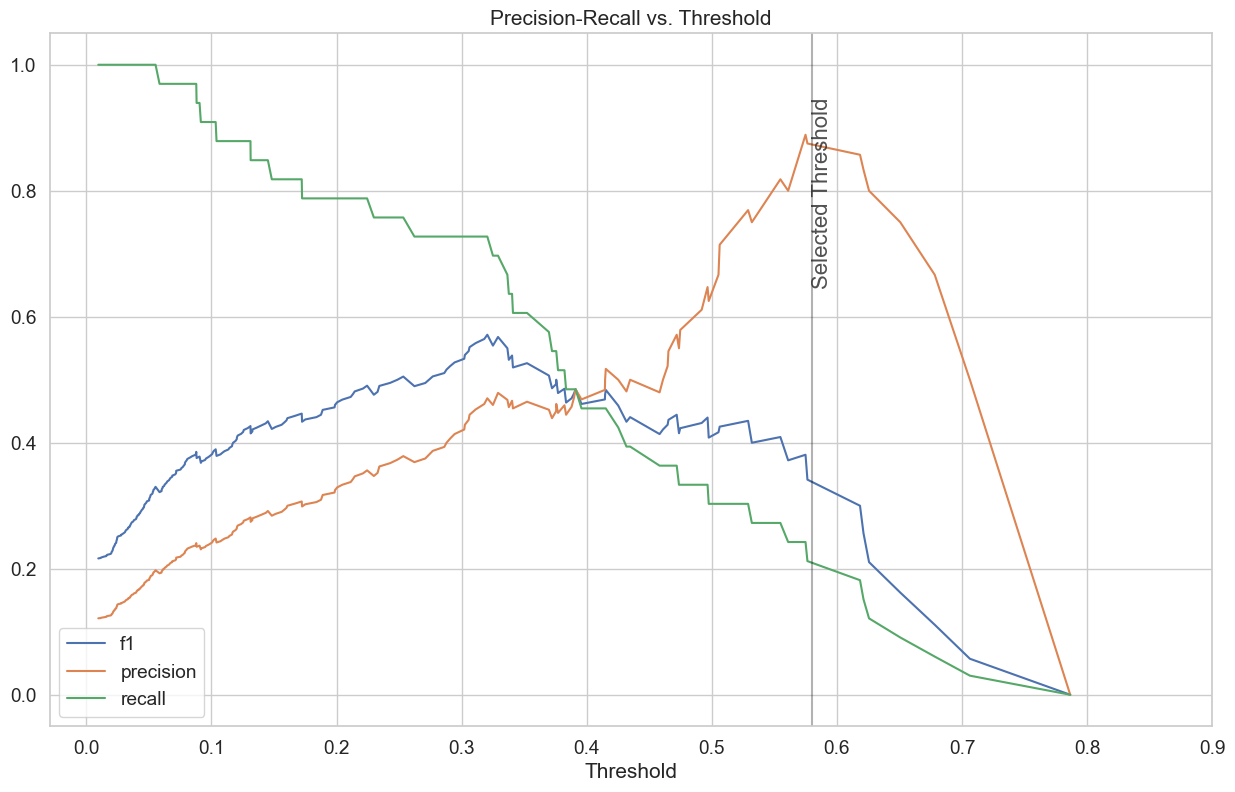 Precision-Recall vs. Threshold
1.0
0.8
0.6
0.4
0.2
0.0
Selected Threshold
f1
precision
recall
0.0 0.1 0.2 0.3 0.4 0.5 0.6 0.7 0.8 0.9
Threshold